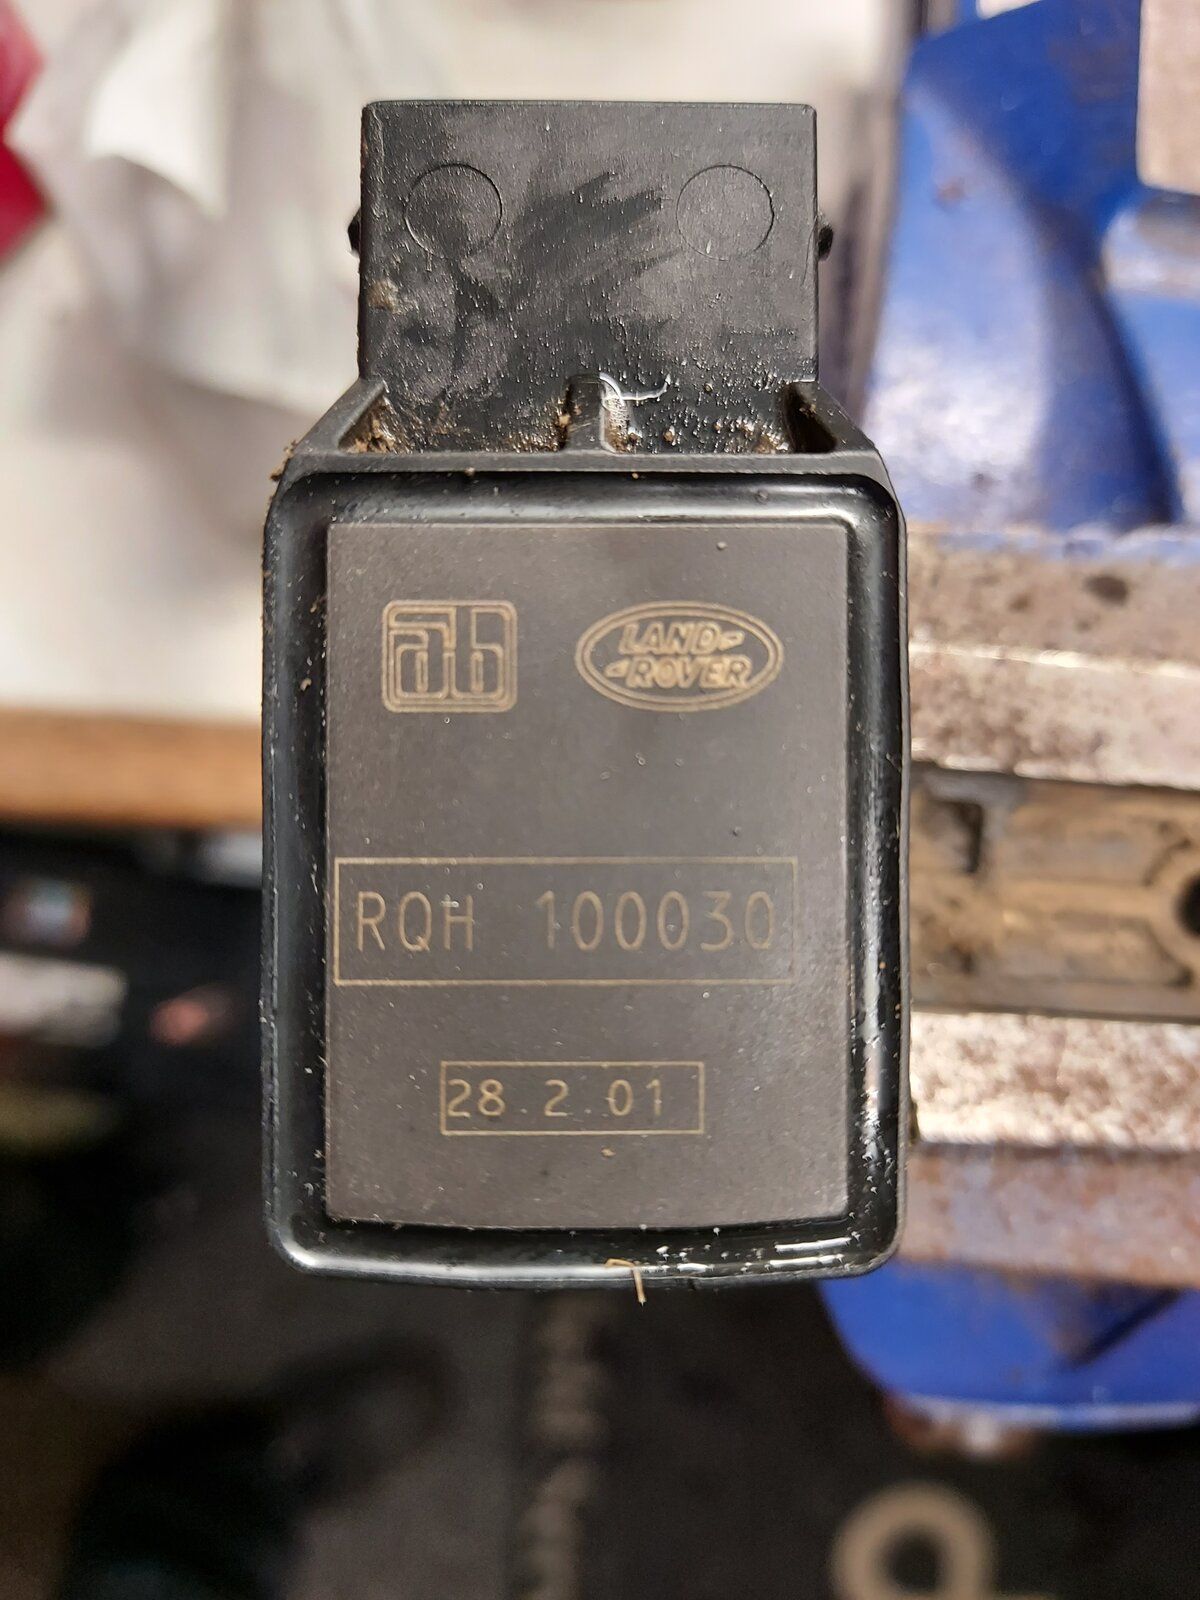 ab LAND-
-ROVER
RQH 100030
28.2.01